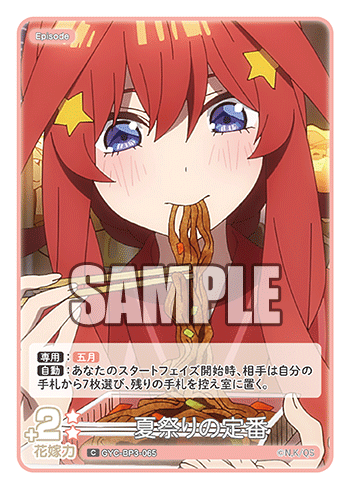 Episode
SAMPLE
専用：五月
自動：あなたのスタートフェイズ開始時、相手は自分の
手札から7枚選び、残りの手札を控え室に置く。
+2
花嫁力
夏祭りの定番
C GYC-BP3-065
©N.K/QS